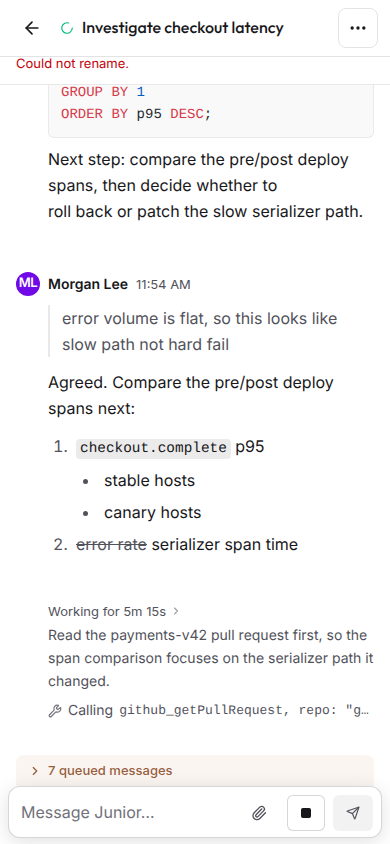 Investigate checkout latency
Could not rename.
GROUP BY 1
ORDER BY p95 DESC;
Next step: compare the pre/post deploy
spans, then decide whether to
roll back or patch the slow serializer path.
ML Morgan Lee 11:54 AM
error volume is flat, so this looks like
slow path not hard fail
Agreed. Compare the pre/post deploy
spans next:
1. checkout.complete p95
• stable hosts
• canary hosts
2. error rate serializer span time
Working for 5m 15s
Read the payments-v42 pull request first, so the
span comparison focuses on the serializer path it
changed.
Calling github_getPullRequest, repo: "g…
7 queued messages
Message Junior...